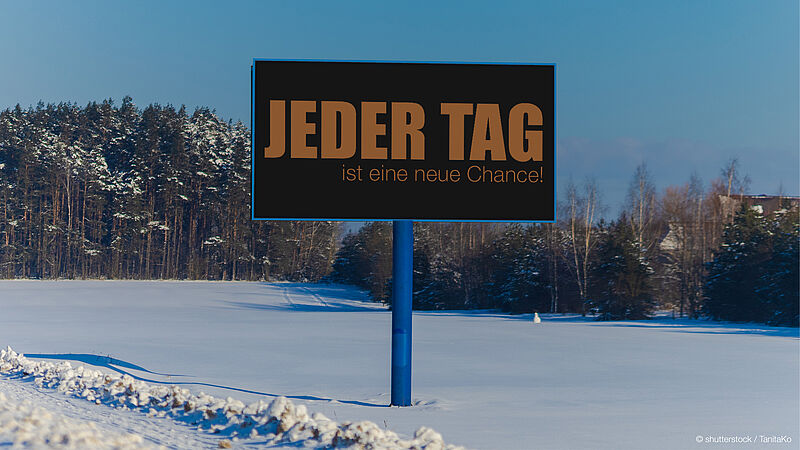 JEDER TAG
ist eine neue Chance!
© shutterstock / TanitaKo